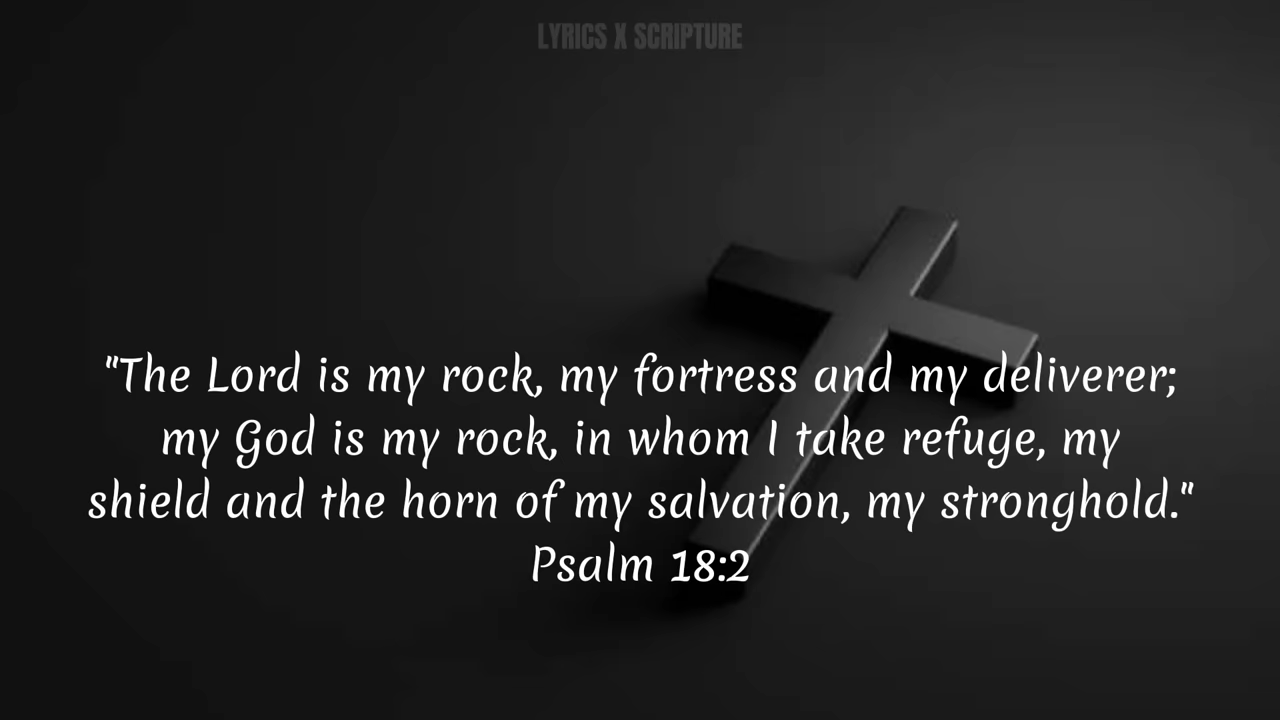 LYRICS X SCRIPTURE
"The Lord is my rock, my fortress and my deliverer;
my God is my rock, in whom I take refuge, my
shield and the horn of my salvation, my stronghold."
Psalm 18:2